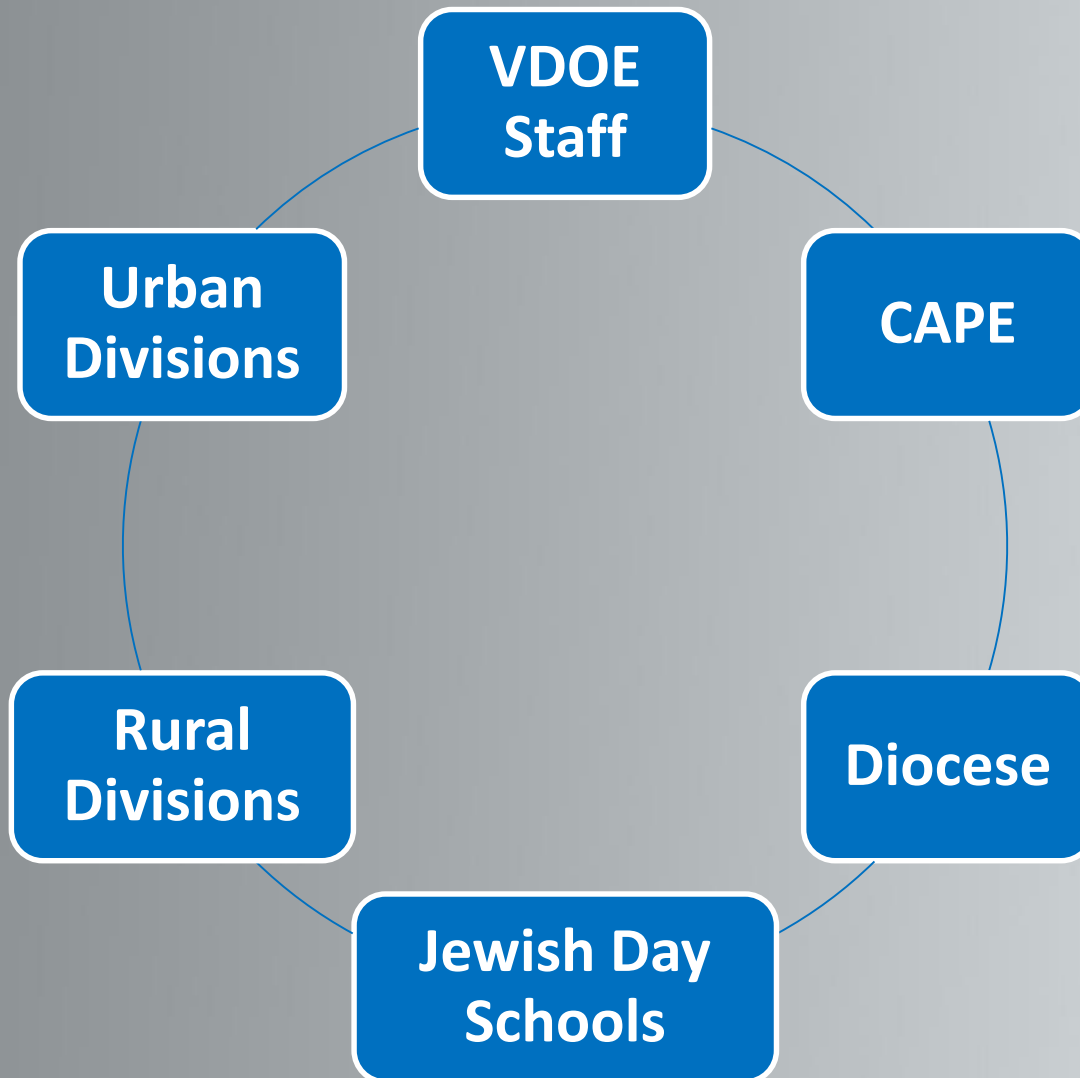 VDOE
Staff
CAPE
Diocese
Jewish Day
Schools
Rural
Divisions
Urban
Divisions